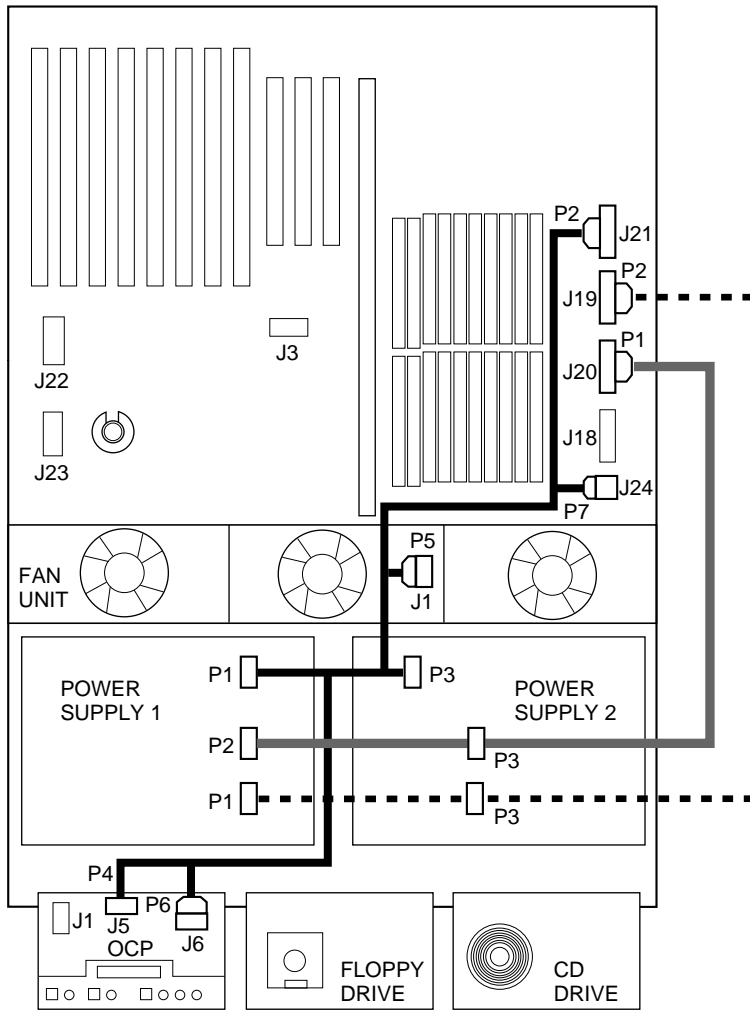 P2
J21
P2
J19
P1
J3
J22
J20
J18
J23
J24
P7
P5
FAN
UNIT
J1
P1
P3
POWER
SUPPLY 1
POWER
SUPPLY 2
P2
P3
P1
P3
P4
P6
J1
J5
J6
OCP
FLOPPY
DRIVE
CD
DRIVE